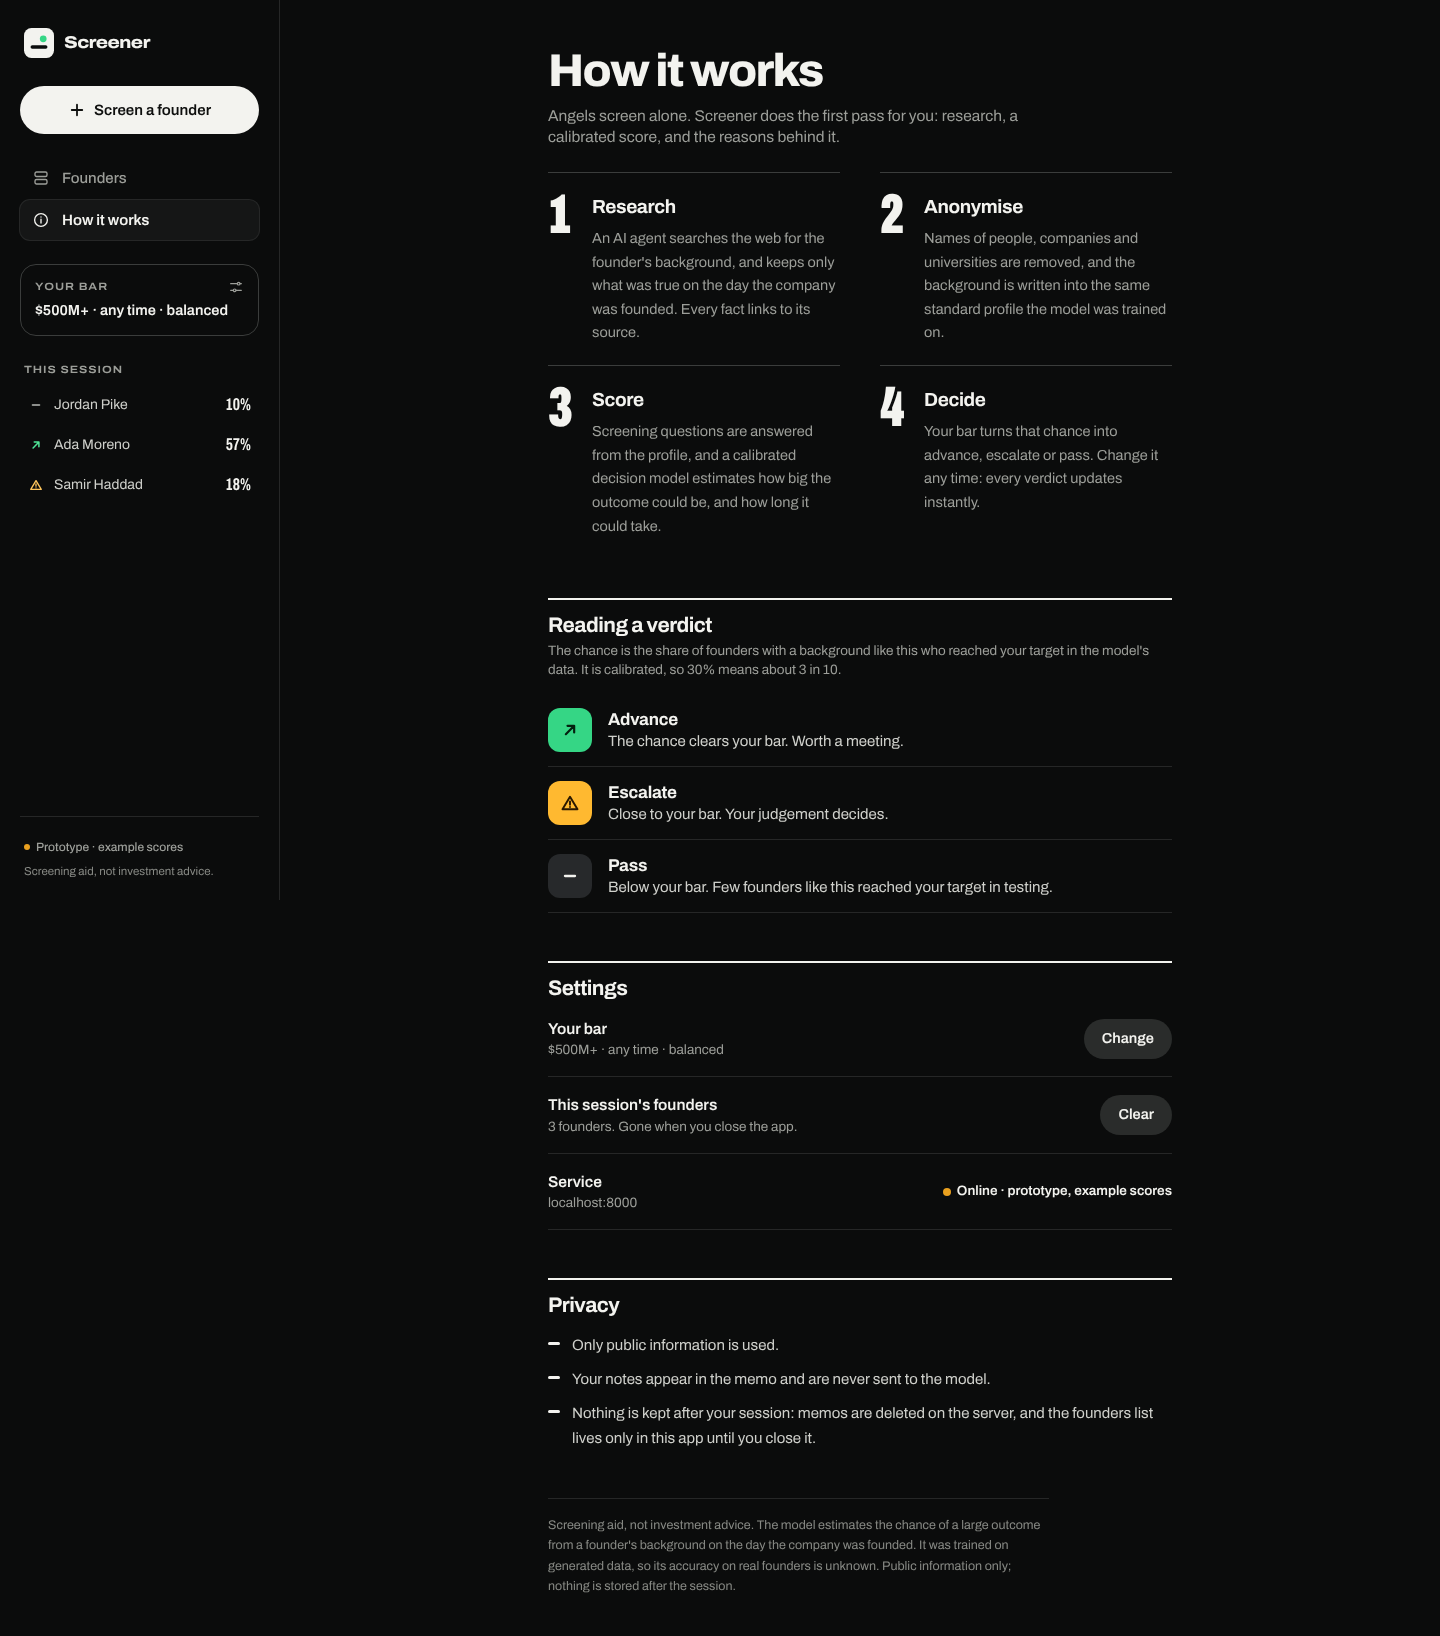 Screener
Screen a founder
Founders
How it works
YOUR BAR
$500M+ · any time · balanced
THIS SESSION
Jordan Pike 10%
Ada Moreno 57%
Samir Haddad 18%
Prototype · example scores
Screening aid, not investment advice.
How it works
Angels screen alone. Screener does the first pass for you: research, a
calibrated score, and the reasons behind it.
1 Research
An AI agent searches the web for the
founder's background, and keeps only
what was true on the day the company
was founded. Every fact links to its
source.
2 Anonymise
Names of people, companies and
universities are removed, and the
background is written into the same
standard profile the model was trained
on.
3 Score
Screening questions are answered
from the profile, and a calibrated
decision model estimates how big the
outcome could be, and how long it
could take.
4 Decide
Your bar turns that chance into
advance, escalate or pass. Change it
any time: every verdict updates
instantly.
Reading a verdict
The chance is the share of founders with a background like this who reached your target in the model's
data. It is calibrated, so 30% means about 3 in 10.
Advance
The chance clears your bar. Worth a meeting.
Escalate
Close to your bar. Your judgement decides.
Pass
Below your bar. Few founders like this reached your target in testing.
Settings
Your bar
$500M+ · any time · balanced
Change
This session's founders
3 founders. Gone when you close the app.
Clear
Service
localhost:8000
Online · prototype, example scores
Privacy
Only public information is used.
Your notes appear in the memo and are never sent to the model.
Nothing is kept after your session: memos are deleted on the server, and the founders list
lives only in this app until you close it.
Screening aid, not investment advice. The model estimates the chance of a large outcome
from a founder's background on the day the company was founded. It was trained on
generated data, so its accuracy on real founders is unknown. Public information only;
nothing is stored after the session.